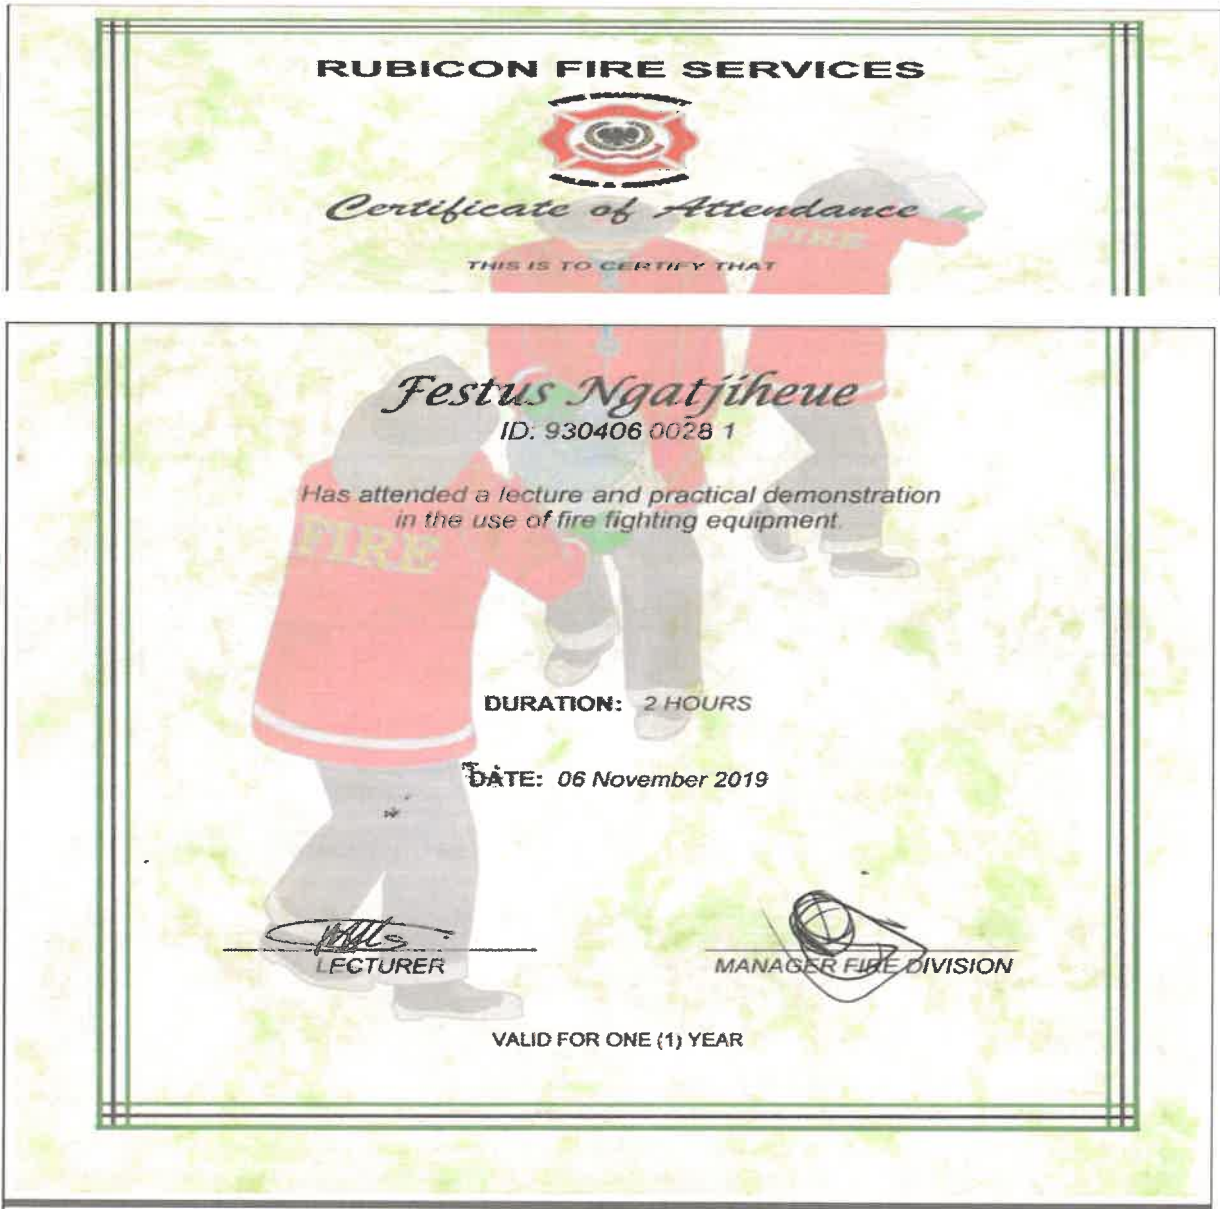 RUBICON FIRE SERVICES
Certificate of Attendance
FIRE
THIS IS TO CERTIFY THAT
Festus Ngatjiheue
ID: 930406 0028 1
Has attended a lecture and practical demonstration
in the use of fire fighting equipment.
FIRE
DURATION: 2 HOURS
DATE: 06 November 2019
LECTURER
MANAGER FIRE DIVISION
VALID FOR ONE (1) YEAR